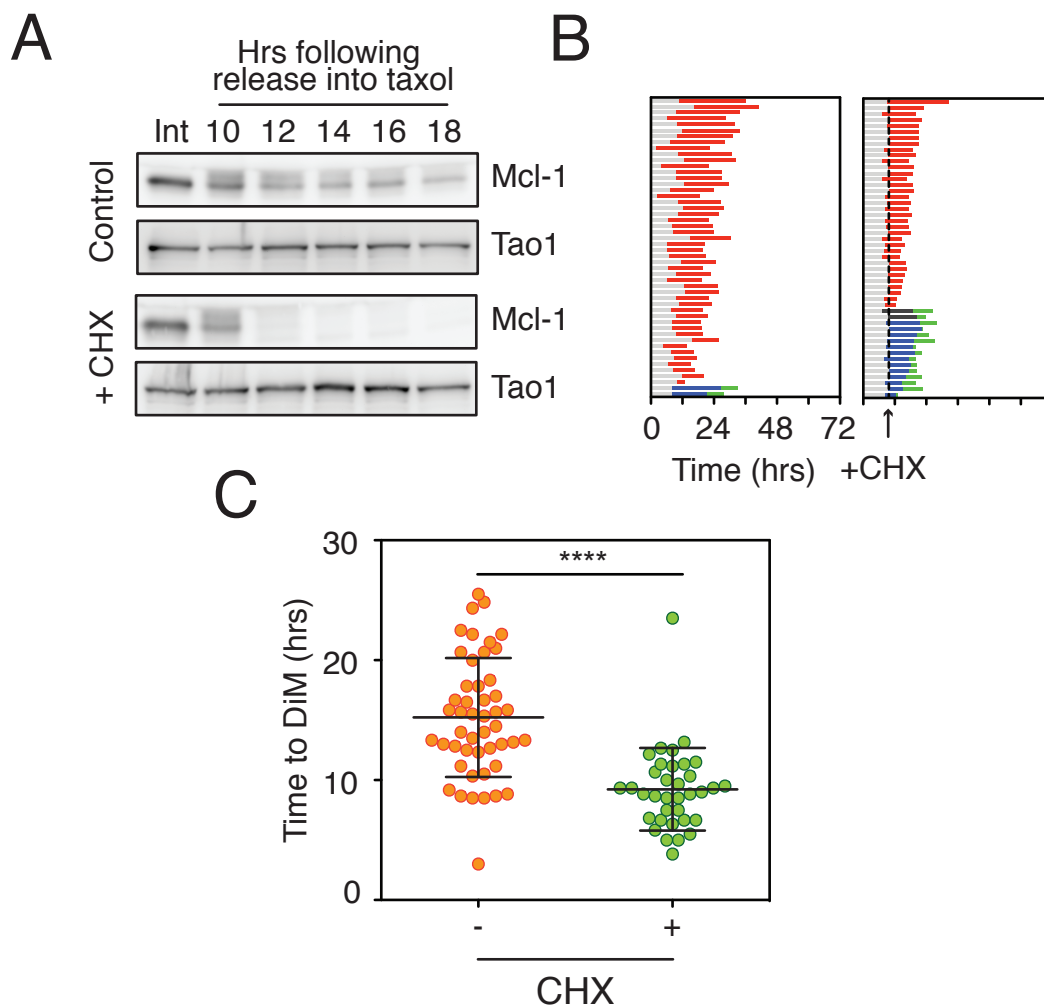 A
Hrs following
release into taxol
Int 10 12 14 16 18
Control
Mcl-1
Tao1
+ CHX
Mcl-1
Tao1
B
0 24 48 72
Time (hrs)
+CHX
C
Time to DiM (hrs)
30
20
10
0
****
- +
CHX